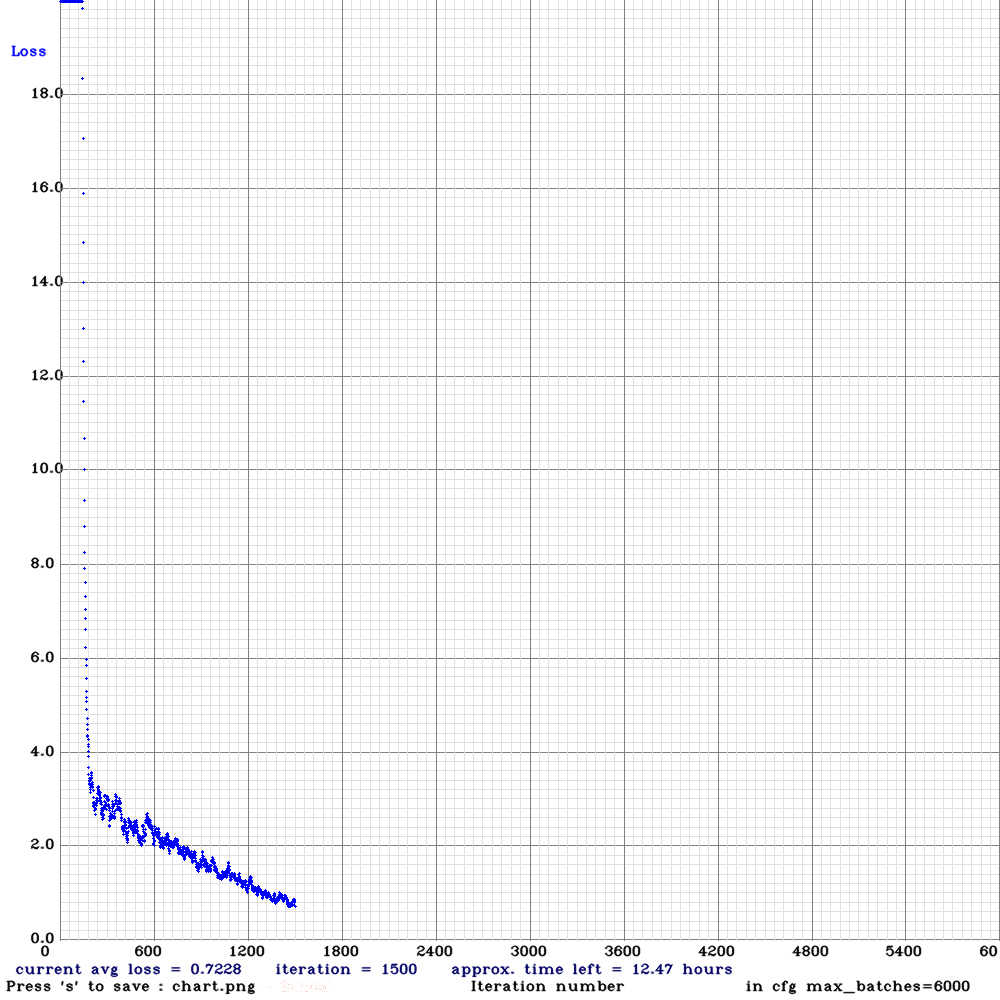 Loss
18.0
16.0
14.0
12.0
10.0
8.0
6.0
4.0
2.0
0.0
0 600 1200 1800 2400 3000 3600 4200 4800 5400 60
current avg loss = 0.7228 iteration = 1500 approx. time left = 12.47 hours
Press 's' to save : chart.png Iteration number in cfg max_batches=6000